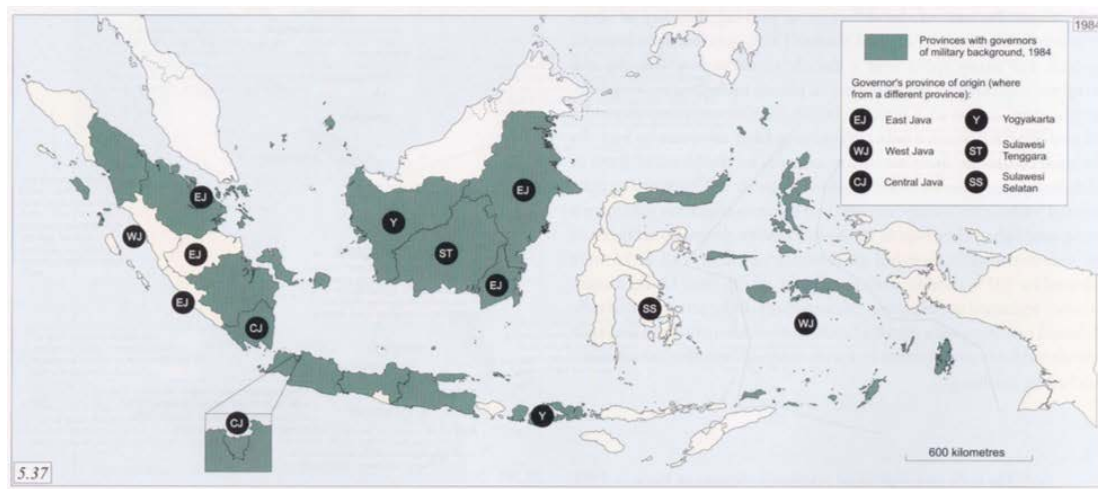 1984
Provinces with governors
of military background, 1984
Governor's province of origin (where
from a different province):
EJ East Java
Y Yogyakarta
WJ West Java
ST Sulawesi
Tenggara
CJ Central Java
SS Sulawesi
Selatan
EJ
EJ
Y
WJ
EJ
ST
EJ
EJ
SS
WJ
CJ
Y
CJ
600 kilometres
5.37